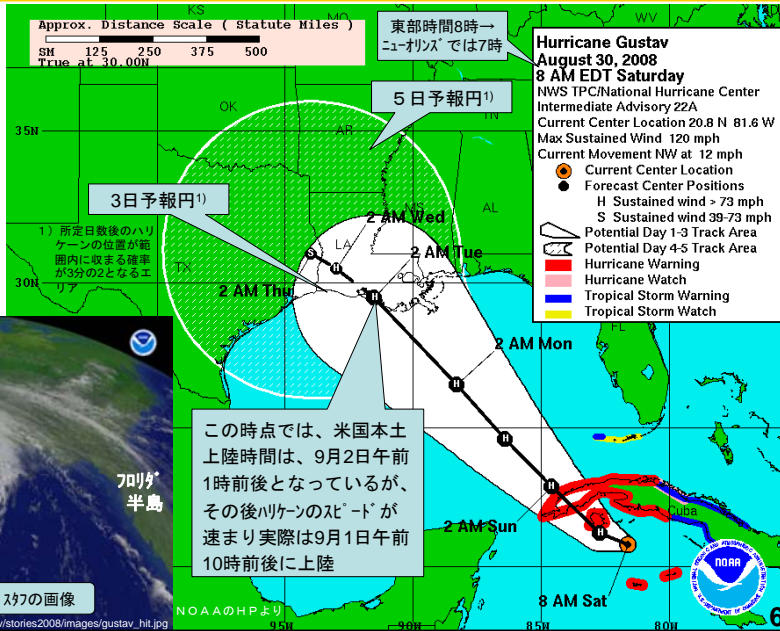 KS
MO
WV
Approx. Distance Scale ( Statute Miles )
SM 125 250 375 500
True at 30.00N
東部時間8時→
ﾆｭｰｵﾘﾝｽﾞでは7時
Hurricane Gustav
August 30, 2008
8 AM EDT Saturday
NWS TPC/National Hurricane Center
Intermediate Advisory 22A
Current Center Location 20.8 N 81.6 W
Max Sustained Wind 120 mph
Current Movement NW at 12 mph
Current Center Location
Forecast Center Positions
H Sustained wind > 73 mph
S Sustained wind 39-73 mph
Potential Day 1-3 Track Area
Potential Day 4-5 Track Area
Hurricane Warning
Hurricane Watch
Tropical Storm Warning
Tropical Storm Watch
５日予報円1)
OK
AR
TN
35N
3日予報円1)
MS
AL
2 AM Wed
1）所定日数後のハリ
ケーンの位置が範
囲内に収まる確率
が3分の2となるエ
リア
TX
LA
S
H
2 AM Tue
30N
2 AM Thu
H
FL
2 AM Mon
H
H
この時点では、米国本土
上陸時間は、9月2日午前
1時前後となっているが、
その後ﾊﾘｹｰﾝのｽﾋﾟｰﾄﾞが
速まり実際は9月1日午前
10時前後に上陸
ﾌﾛﾘﾀﾞ
半島
H
Cuba
2 AM Sun
H
NOAA
ｽﾀﾌの画像
8 AM Sat
NOAAのHPより
v/stories2008/images/gustav_hit.jpg
95W
90W
85W
80W
6